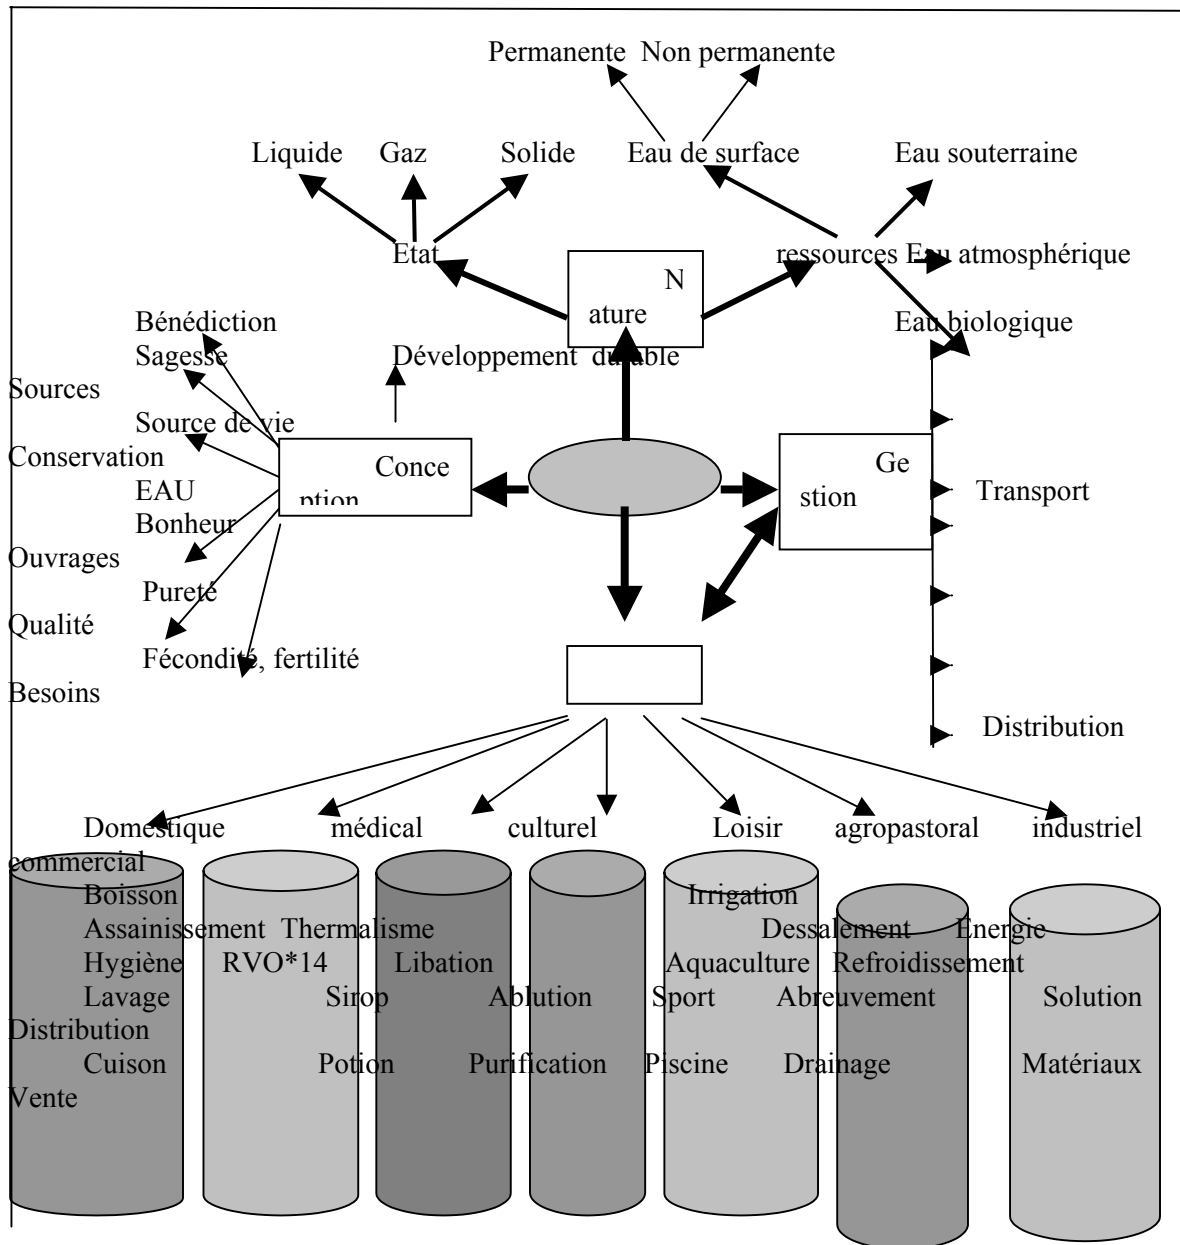 Permanente Non permanente
Liquide Gaz Solide Eau de surface Eau souterraine
Etat ressources Eau atmosphérique
N
ature
Bénédiction Eau biologique
Sagesse Développement durable
Sources
Source de vie
Conservation Conce Ge
EAU ption stion Transport
Bonheur
Ouvrages
Pureté
Qualité
Fécondité, fertilité
Besoins
Distribution
Domestique médical culturel Loisir agropastoral industriel
commercial
Boisson Irrigation
Assainissement Thermalisme Dessalement Energie
Hygiène RVO*14 Libation Aquaculture Refroidissement
Lavage Sirop Ablution Sport Abreuvement Solution
Distribution
Cuison Potion Purification Piscine Drainage Matériaux
Vente